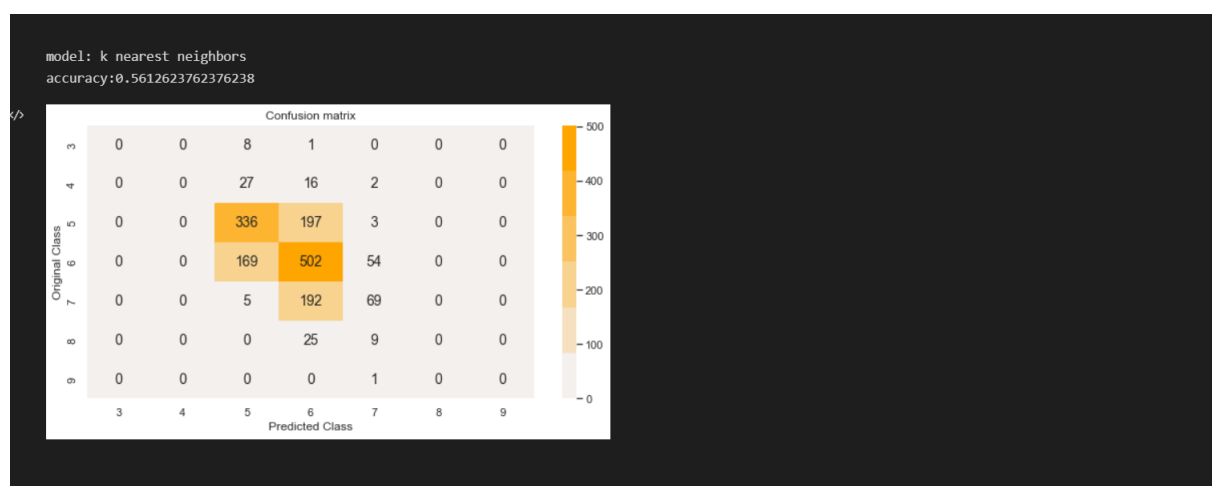 model: k nearest neighbors
accuracy:0.5612623762376238
</>
Confusion matrix
3 0 0 8 1 0 0 0
4 0 0 27 16 2 0 0
5 0 0 336 197 3 0 0
6 0 0 169 502 54 0 0
7 0 0 5 192 69 0 0
8 0 0 0 25 9 0 0
9 0 0 0 0 1 0 0
Original Class
3 4 5 6 7 8 9
Predicted Class
500
400
300
200
100
0